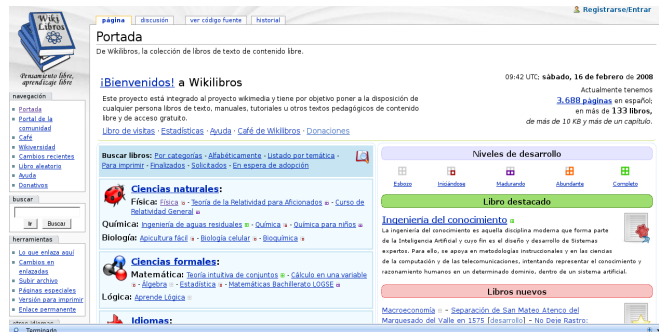 Registrarse/Entrar
página discusión ver código fuente historial
Portada
De Wikilibros, la colección de libros de texto de contenido libre.
Wiki
Libros
Pensamiento libre,
aprendizaje libre
navegación
Portada
Portal de la
comunidad
Café
Wikiversidad
Cambios recientes
Libro aleatorio
Ayuda
Donativos
buscar
Ir Buscar
herramientas
Lo que enlaza aquí
Cambios en
enlazadas
Subir archivo
Páginas especiales
Versión para imprimir
Enlace permanente
otros idiomas
¡Bienvenidos! a Wikilibros
Este proyecto está integrado al proyecto wikimedia y tiene por objetivo poner a la disposición de
cualquier persona libros de texto, manuales, tutoriales u otros textos pedagógicos de contenido
libre y de acceso gratuito.
Libro de visitas · Estadísticas · Ayuda · Café de Wikilibros · Donaciones
09:42 UTC; sábado, 16 de febrero de 2008
Actualmente tenemos
3.688 páginas en español;
en más de 133 libros,
de más de 10 KB y más de un capítulo.
Buscar libros: Por categorías - Alfabéticamente - Listado por temática -
Para imprimir - Finalizados - Solicitados - En espera de adopción
Ciencias naturales:
Física: Física - Teoría de la Relatividad para Aficionados - Curso de
Relatividad General
Química: Ingeniería de aguas residuales - Química - Química para niños
Biología: Apicultura fácil - Biología celular - Bioquímica
Ciencias formales:
Matemática: Teoría intuitiva de conjuntos - Cálculo en una variable
- Álgebra - Estadística - Matemáticas Bachillerato LOGSE
Lógica: Aprende Lógica
Idiomas:
Niveles de desarrollo
Esbozo Iniciándose Madurando Abundante Completo
Libro destacado
Ingeniería del conocimiento
La ingeniería del conocimiento es aquella disciplina moderna que forma parte
de la Inteligencia Artificial y cuyo fin es el diseño y desarrollo de Sistemas
expertos. Para ello, se apoya en metodologías instruccionales y en las ciencias
de la computación y de las telecomunicaciones, intentando representar el conocimiento y
razonamiento humanos en un determinado dominio, dentro de un sistema artificial.
Libros nuevos
Macroeconomía - Separación de San Mateo Atenco del
Marquesado del Valle en 1575 [desarrollo] - No Deje Rastro:
Terminado